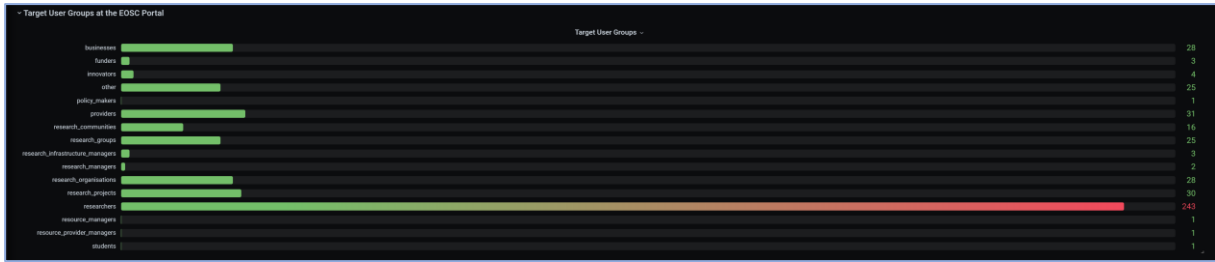 Target User Groups at the EOSC Portal
Target User Groups
businesses 28
funders 3
innovators 4
other 25
policy_makers 1
providers 31
research_communities 16
research_groups 25
research_infrastructure_managers 3
research_managers 2
research_organisations 28
research_projects 30
researchers 243
resource_managers 1
resource_provider_managers 1
students 1